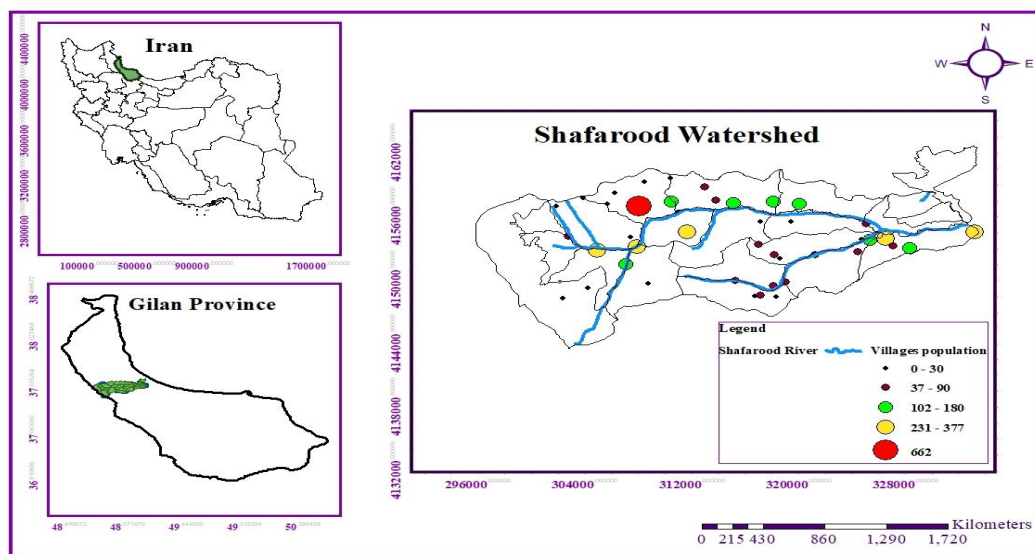 Iran
4400000
4000000
3600000
3200000
2800000
100000 500000 900000 1700000
Gilan Province
38
38
37
37
36
48 48 49 49 50
N
W E
S
Shafarood Watershed
4162000
4156000
4150000
4144000
4138000
4132000
296000 304000 312000 320000 328000
Legend
Shafarood River Villages population
0 - 30
37 - 90
102 - 180
231 - 377
662
Kilometers
0 215 430 860 1,290 1,720